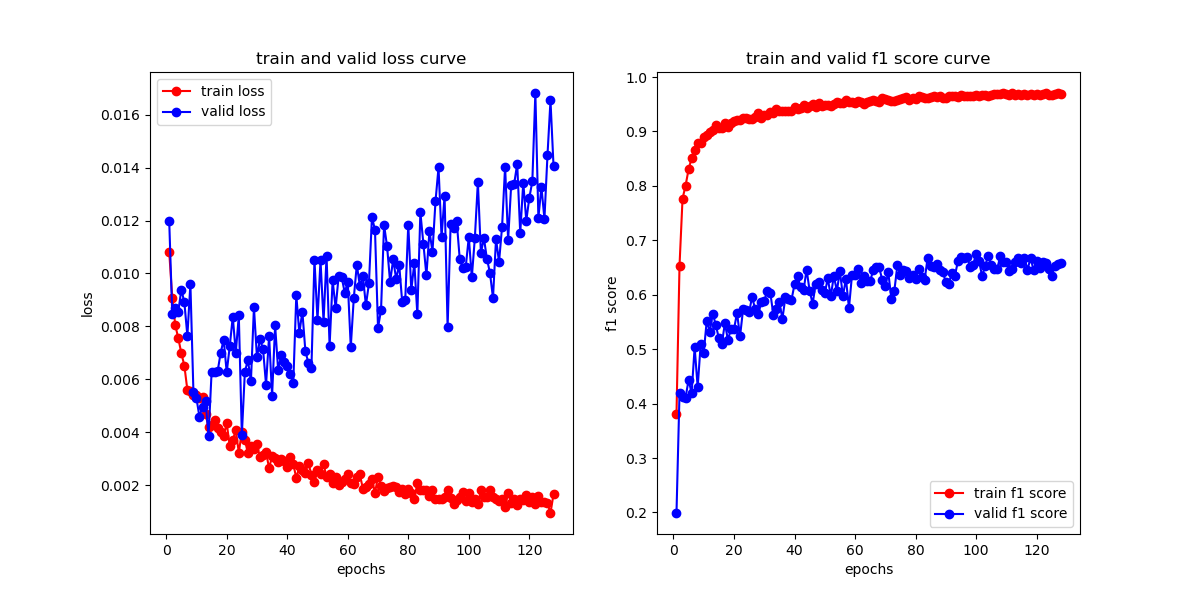 train and valid loss curve
train loss
valid loss
0.016
0.014
0.012
0.010
0.008
0.006
0.004
0.002
loss
0 20 40 60 80 100 120
epochs
train and valid f1 score curve
1.0
0.9
0.8
0.7
0.6
0.5
0.4
0.3
0.2
f1 score
train f1 score
valid f1 score
0 20 40 60 80 100 120
epochs